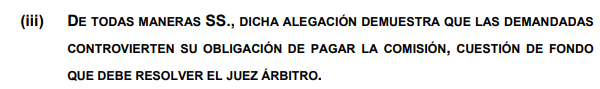 (iii) DE TODAS MANERAS SS., DICHA ALEGACIÓN DEMUESTRA QUE LAS DEMANDADAS
CONTROVIERTEN SU OBLIGACIÓN DE PAGAR LA COMISIÓN, CUESTIÓN DE FONDO
QUE DEBE RESOLVER EL JUEZ ÁRBITRO.